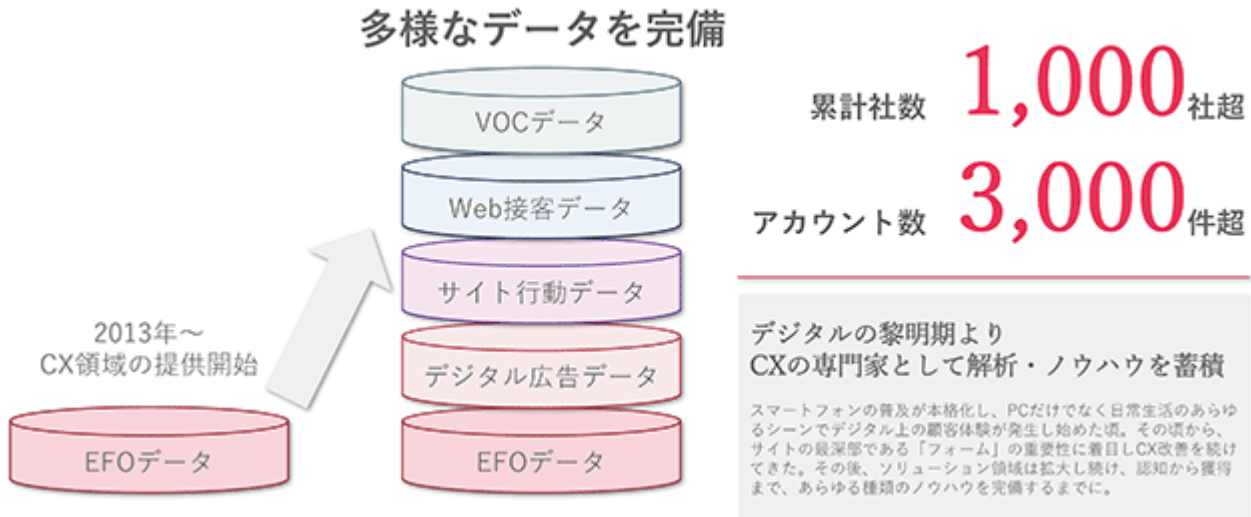 多様なデータを完備
VOCデータ
Web接客データ
サイト行動データ
デジタル広告データ
EFOデータ
2013年～
CX領域の提供開始
EFOデータ
累計社数 1,000社超
アカウント数 3,000件超
デジタルの黎明期より
CXの専門家として解析・ノウハウを蓄積
スマートフォンの普及が本格化し、PCだけでなく日常生活のあらゆ
るシーンでデジタル上の顧客体験が発生し始めた頃。その頃から、
サイトの最深部である「フォーム」の重要性に着目しCX改善を続け
てきた。その後、ソリューション領域は拡大し続け、認知から獲得
まで、あらゆる種類のノウハウを完備するまでに。